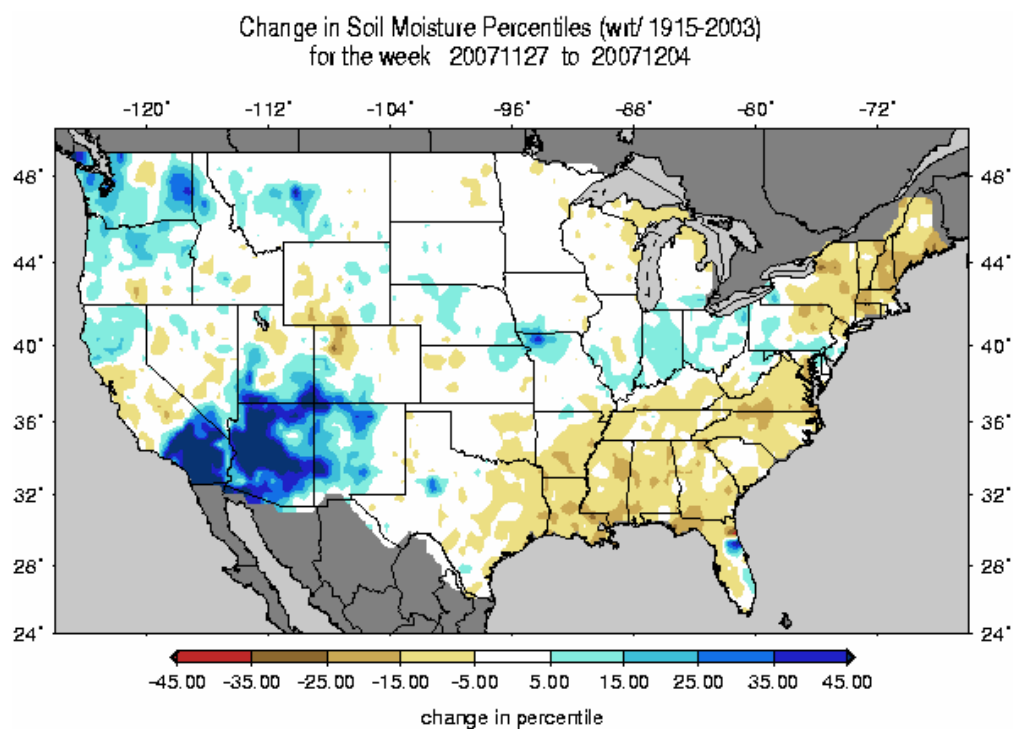 Change in Soil Moisture Percentiles (wrt/ 1915-2003)
for the week 20071127 to 20071204
-120° -112° -104° -96° -88° -80° -72°
48° 48°
44° 44°
40° 40°
36° 36°
32° 32°
28° 28°
24° 24°
-45.00 -35.00 -25.00 -15.00 -5.00 5.00 15.00 25.00 35.00 45.00
change in percentile